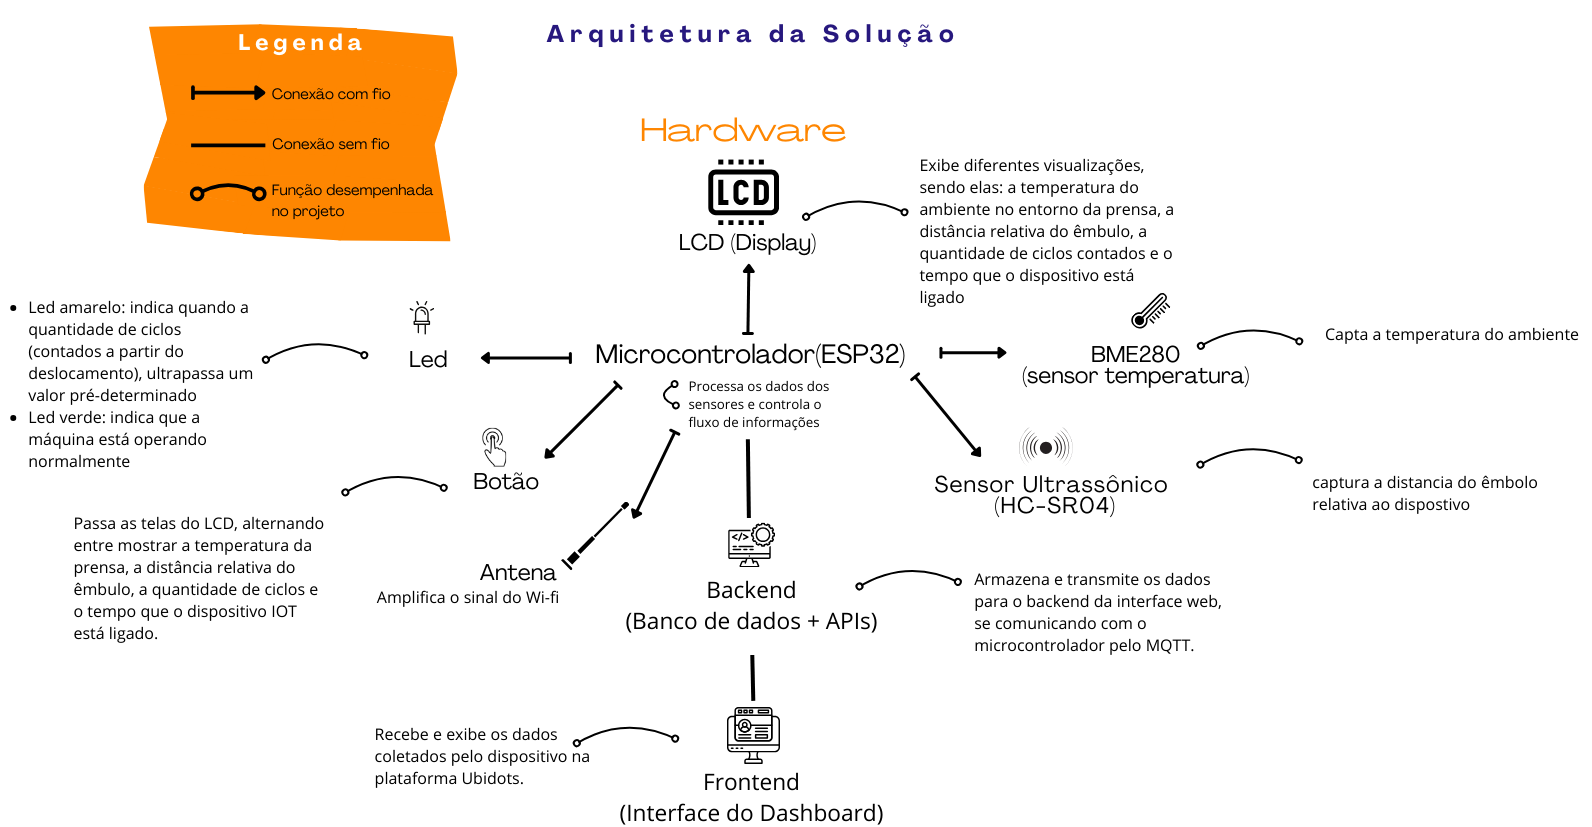 Arquitetura da Solução
Legenda
Conexão com fio
Conexão sem fio
Função desempenhada
no projeto
Hardware
LCD
LCD (Display)
Exibe diferentes visualizações,
sendo elas: a temperatura do
ambiente no entorno da prensa, a
distância relativa do êmbulo, a
quantidade de ciclos contados e o
tempo que o dispositivo está
ligado
• Led amarelo: indica quando a
quantidade de ciclos
(contados a partir do
deslocamento), ultrapassa um
valor pré-determinado
• Led verde: indica que a
máquina está operando
normalmente
Led
Microcontrolador(ESP32)
Processa os dados dos
sensores e controla o
fluxo de informações
BME280
(sensor temperatura)
Capta a temperatura do ambiente
Botão
Passa as telas do LCD, alternando
entre mostrar a temperatura da
prensa, a distância relativa do
êmbulo, a quantidade de ciclos e
o tempo que o dispositivo IOT
está ligado.
Sensor Ultrassônico
(HC-SR04)
captura a distancia do êmbolo
relativa ao dispostivo
Antena
Amplifica o sinal do Wi-fi
</>
Backend
(Banco de dados + APIs)
Armazena e transmite os dados
para o backend da interface web,
se comunicando com o
microcontrolador pelo MQTT.
Recebe e exibe os dados
coletados pelo dispositivo na
plataforma Ubidots.
Frontend
(Interface do Dashboard)